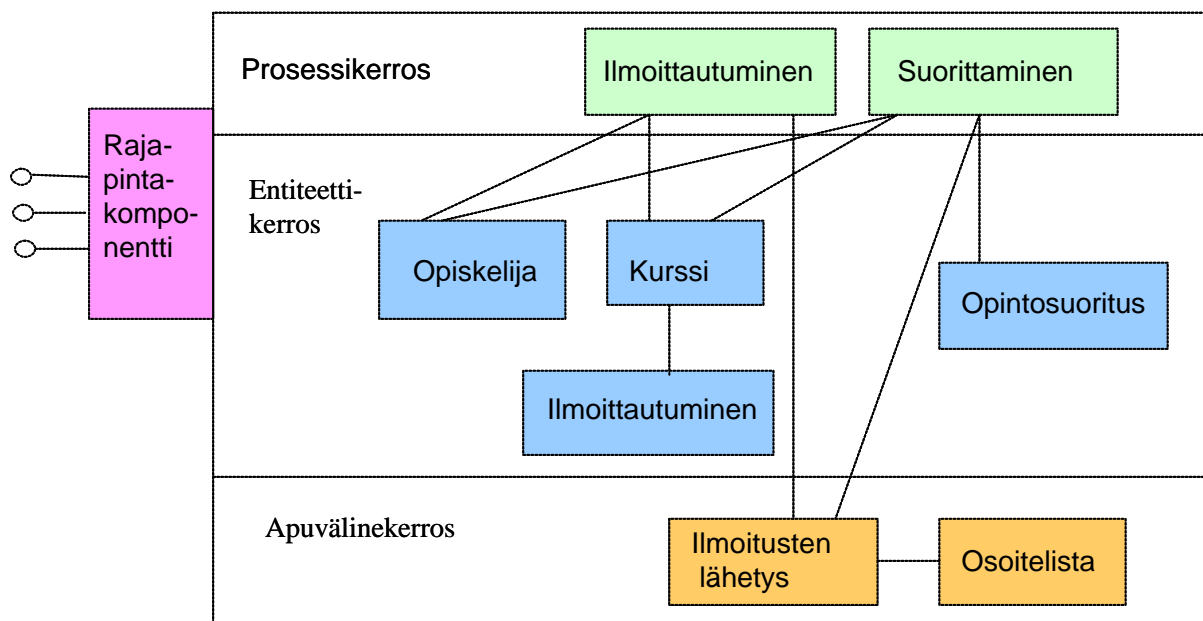 Prosessikerros
Ilmoittautuminen
Suorittaminen
Raja-
pinta-
kompo-
nentti
Entiteetti-
kerros
Opiskelija
Kurssi
Opintosuoritus
Ilmoittautuminen
Apuvälinekerros
Ilmoitusten
lähetys
Osoitelista